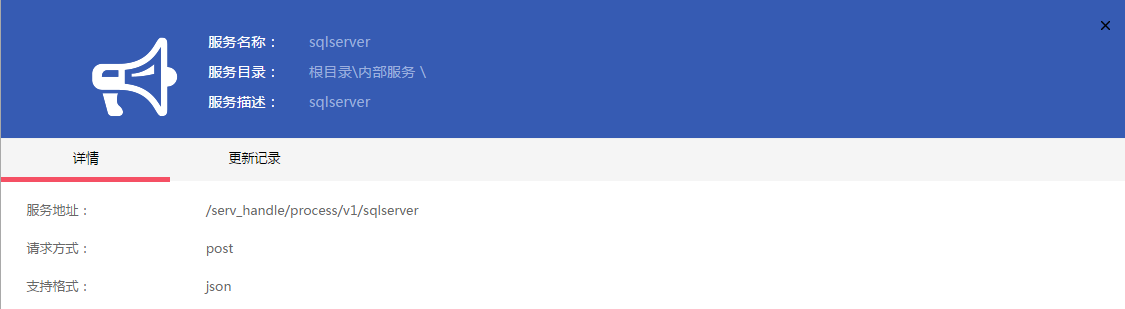 服务名称： sqlserver
服务目录： 根目录\内部服务 \
服务描述： sqlserver
详情 更新记录
服务地址： /serv_handle/process/v1/sqlserver
请求方式： post
支持格式： json